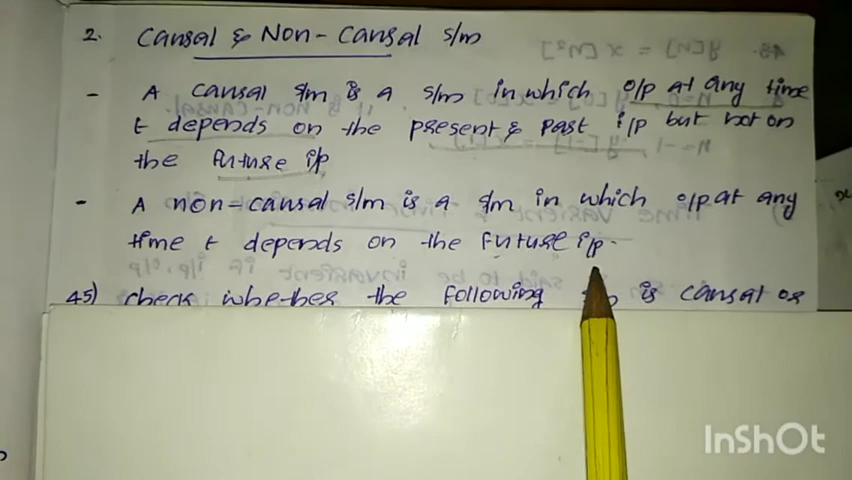 2. Causal & Non-Causal s/m
- A causal s/m is a s/m in which o/p at any time
t depends on the present & past i/p but not on
the future i/p
- A non-causal s/m is a s/m in which o/p at any
time t depends on the future i/p.
45) check whether the following s/m is causal or
InShOt